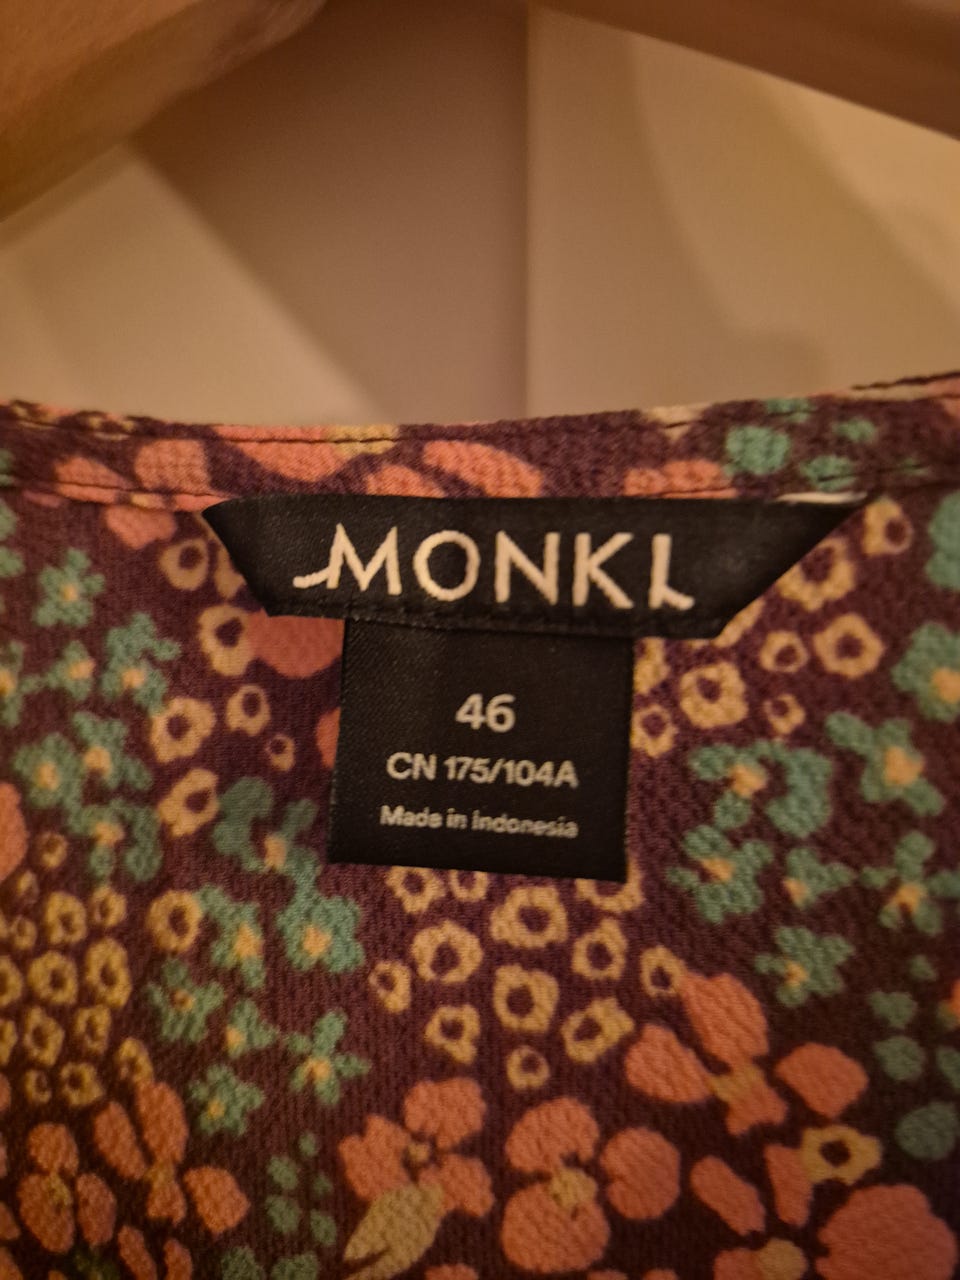 MONKI
46
CN 175/104A
Made in Indonesia